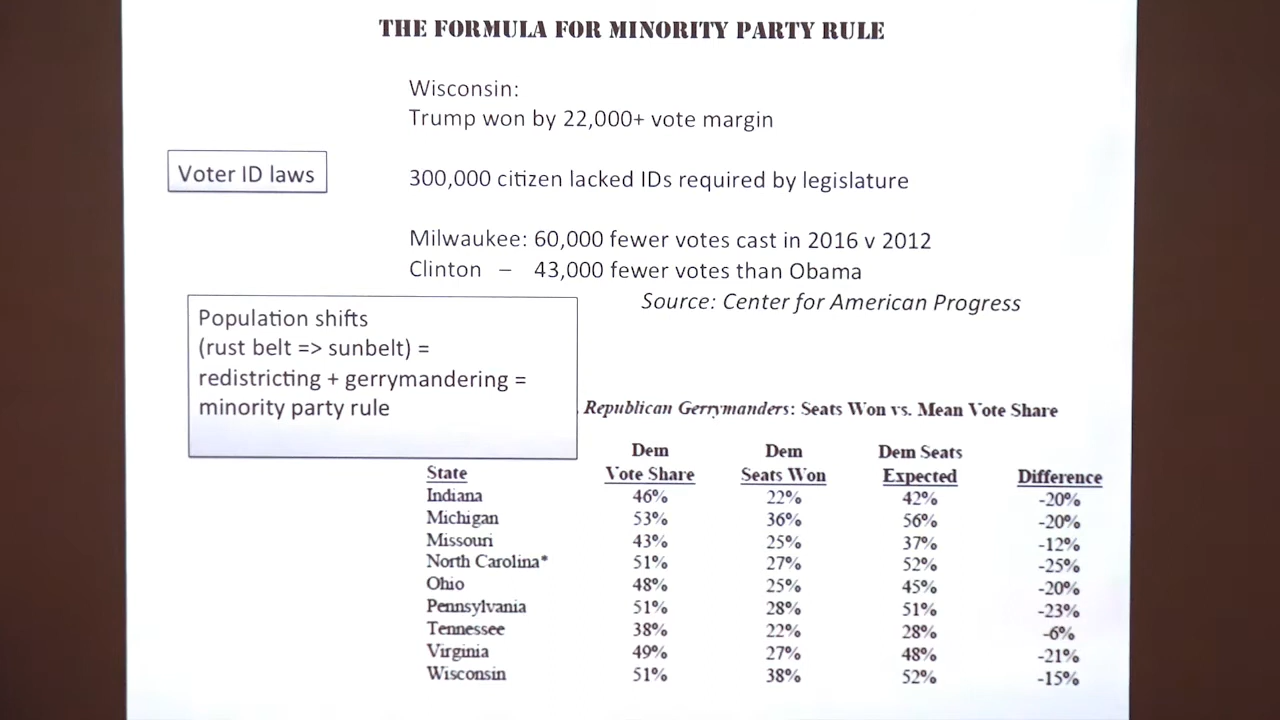 THE FORMULA FOR MINORITY PARTY RULE
Wisconsin:
Trump won by 22,000+ vote margin
Voter ID laws
300,000 citizen lacked IDs required by legislature
Milwaukee: 60,000 fewer votes cast in 2016 v 2012
Clinton – 43,000 fewer votes than Obama
Source: Center for American Progress
Population shifts
(rust belt => sunbelt) =
redistricting + gerrymandering =
minority party rule
Republican Gerrymanders: Seats Won vs. Mean Vote Share
Dem Dem Dem Seats
State Vote Share Seats Won Expected Difference
Indiana 46% 22% 42% -20%
Michigan 53% 36% 56% -20%
Missouri 43% 25% 37% -12%
North Carolina* 51% 27% 52% -25%
Ohio 48% 25% 45% -20%
Pennsylvania 51% 28% 51% -23%
Tennessee 38% 22% 28% -6%
Virginia 49% 27% 48% -21%
Wisconsin 51% 38% 52% -15%